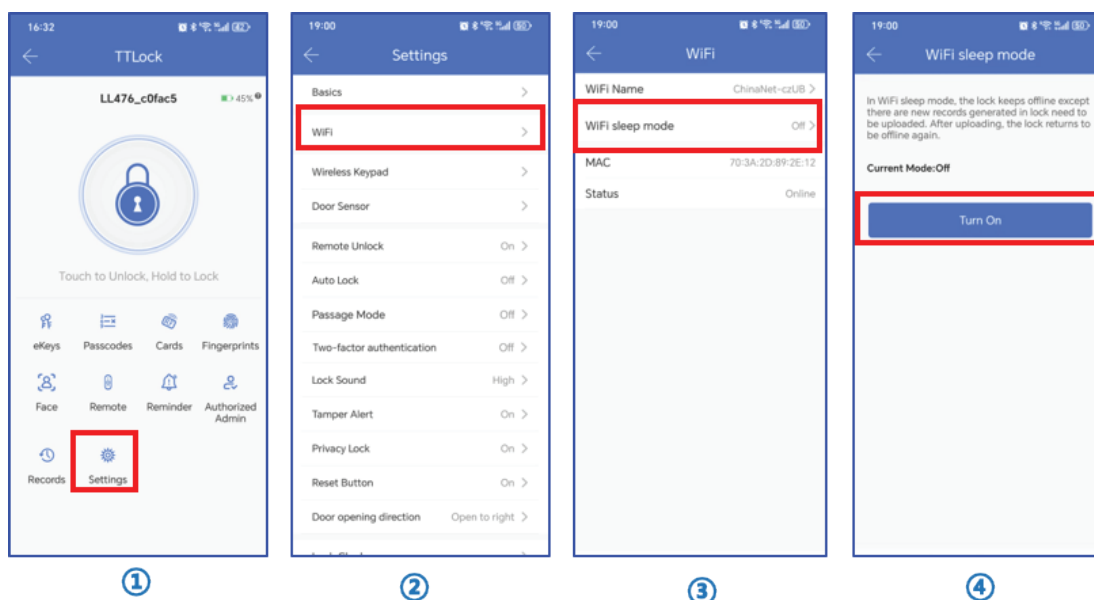 16:32
TTLock
LL476_c0fac5
45%
Touch to Unlock, Hold to Lock
eKeys Passcodes Cards Fingerprints
Face Remote Reminder Authorized Admin
Records Settings
①
19:00
Settings
Basics
WiFi
Wireless Keypad
Door Sensor
Remote Unlock On
Auto Lock Off
Passage Mode Off
Two-factor authentication Off
Lock Sound High
Tamper Alert On
Privacy Lock On
Reset Button On
Door opening direction Open to right
②
19:00
WiFi
WiFi Name ChinaNet-czUB
WiFi sleep mode Off
MAC 70:3A:2D:89:2E:12
Status Online
③
19:00
WiFi sleep mode
In WiFi sleep mode, the lock keeps offline except
there are new records generated in lock need to
be uploaded. After uploading, the lock returns to
be offline again.
Current Mode:Off
Turn On
④